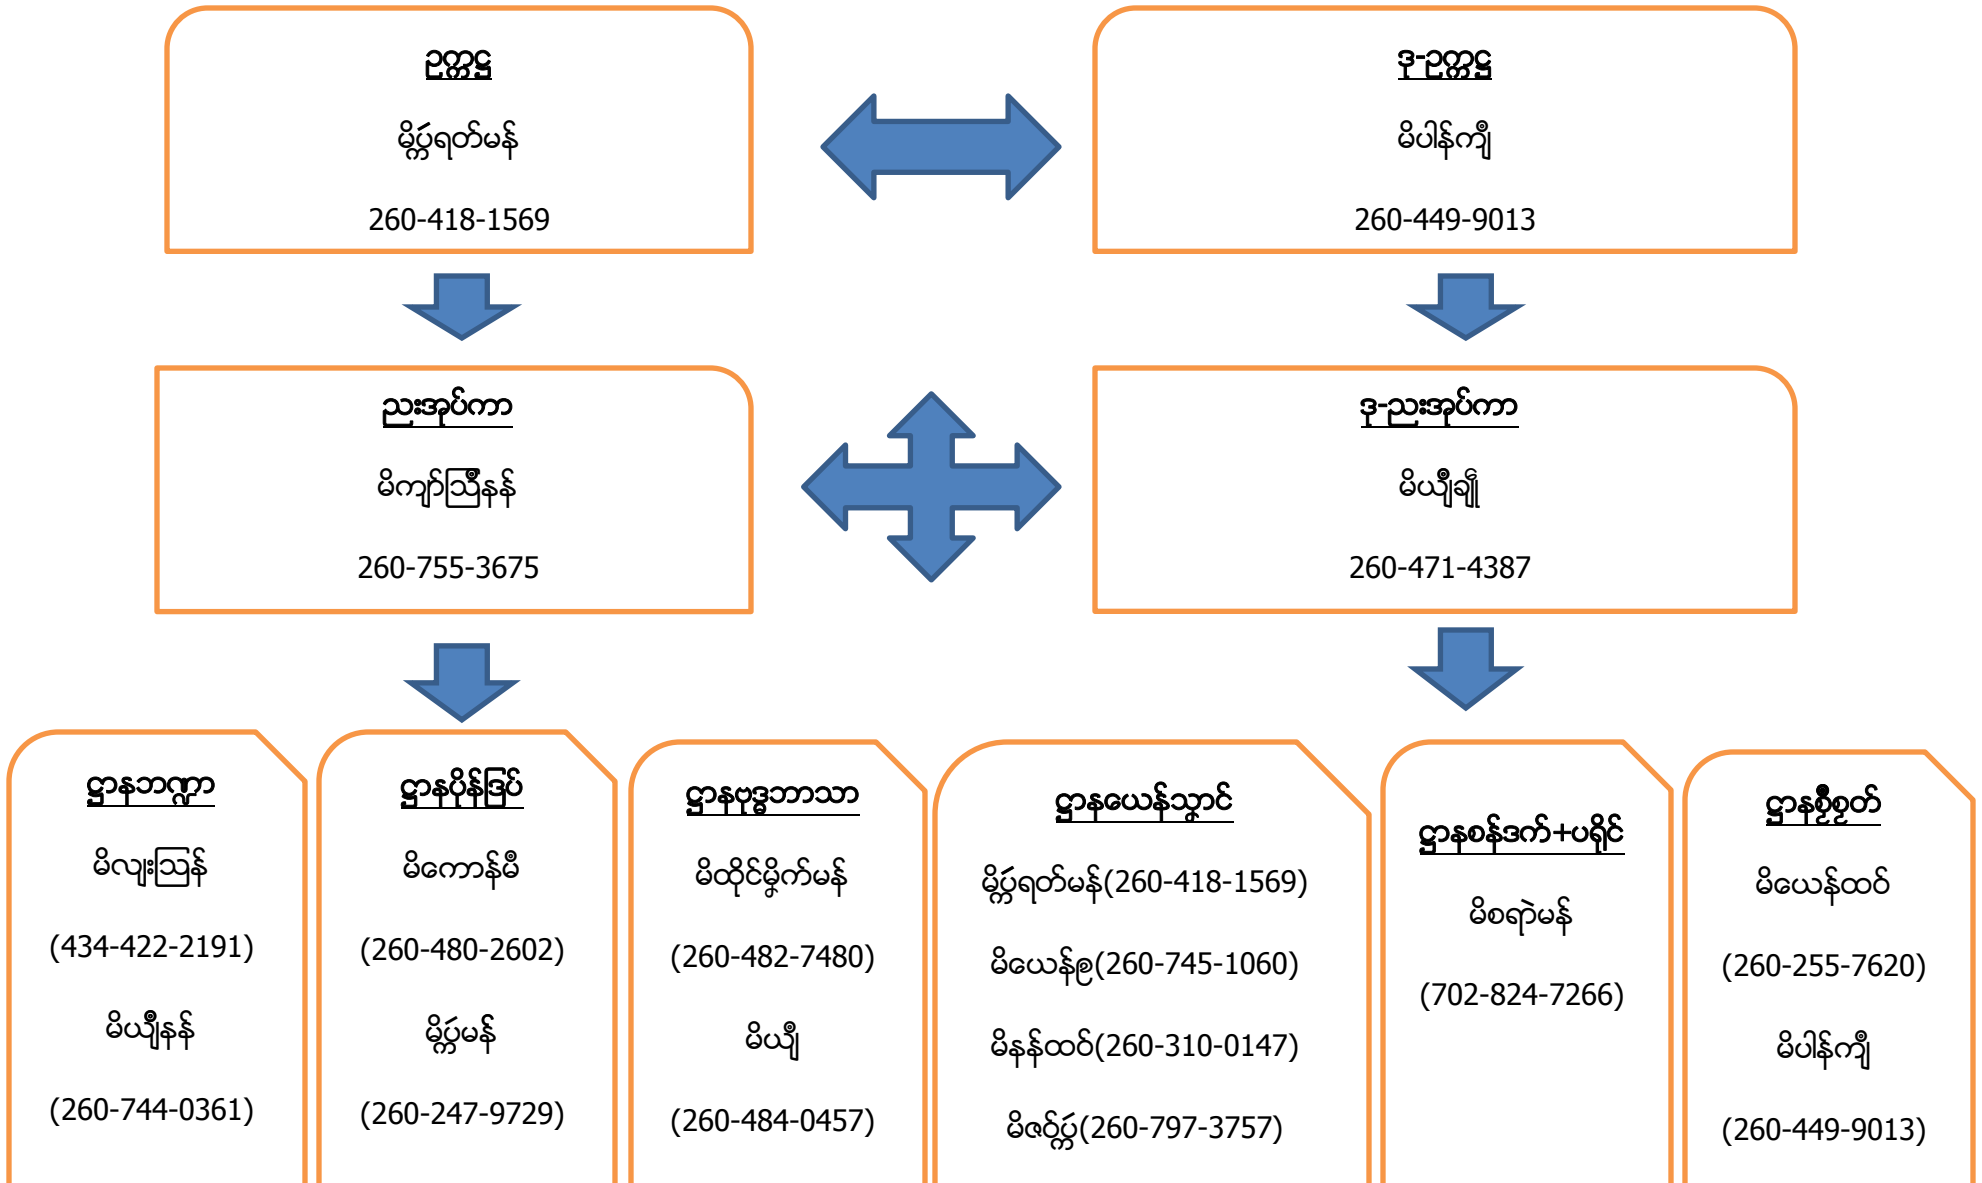 ဥက္ကဋ္ဌ
မိပ္ကဴရတ်မန်
260-418-1569
ဒု-ဥက္ကဋ္ဌ
မိပါန်ကျီု
260-449-9013
ညးအုပ်ကာ
မိကျာ်သြဳနန်
260-755-3675
ဒု-ညးအုပ်ကာ
မိယျဳချဵု
260-471-4387
ဌာနဘဏ္ဍာ
မိလျးသြန်
(434-422-2191)
မိယျဳနန်
(260-744-0361)
ဌာနပိုန်ဒြပ်
မိကောန်မိ
(260-480-2602)
မိပ္ကဴမန်
(260-247-9729)
ဌာနဗုဒ္ဓဘာသာ
မိထိုင်မၞိက်မန်
(260-482-7480)
မိယျဳ
(260-484-0457)
ဌာနယေန်သၞာင်
မိပ္ကဴရတ်မန်(260-418-1569)
မိယေန်ၜ(260-745-1060)
မိနန်ထဝ်(260-310-0147)
မိဇဝ်ပ္ကဴ(260-797-3757)
ဌာနစန်ဒက်+ပရိုင်
မိစရာဲမန်
(702-824-7266)
ဌာနစဳစၟတ်
မိယေန်ထဝ်
(260-255-7620)
မိပါန်ကျီု
(260-449-9013)